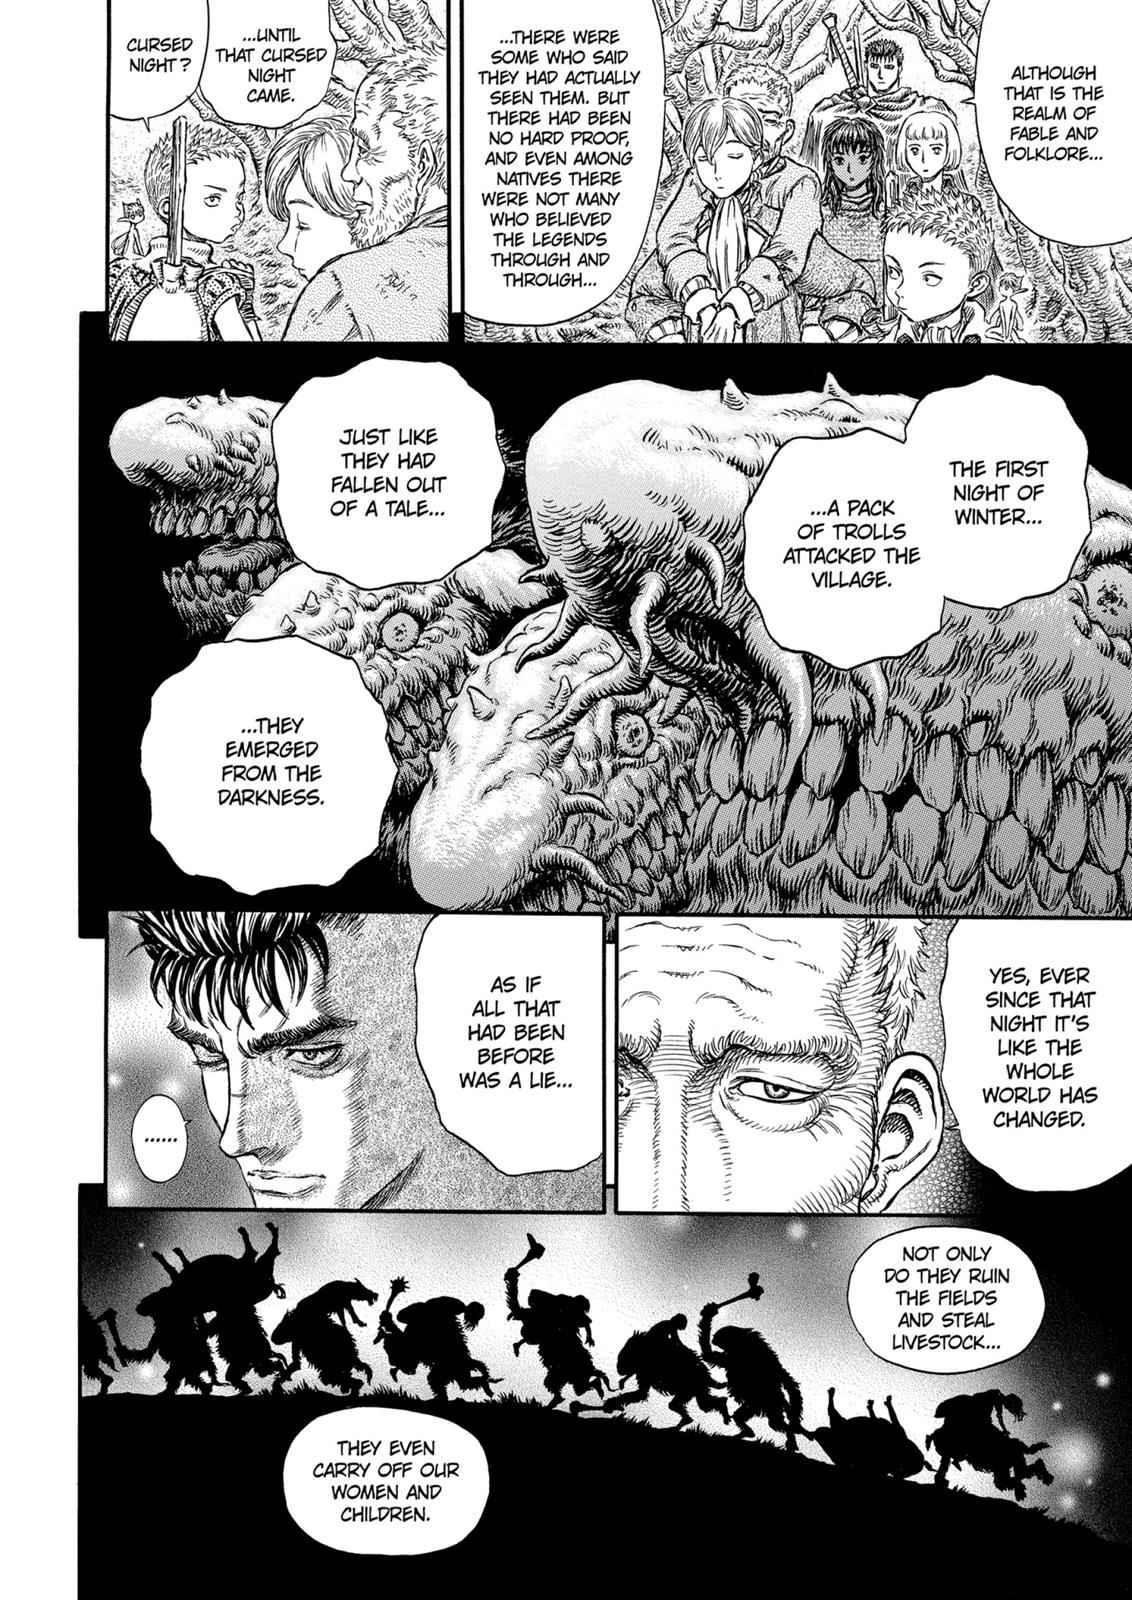 ALTHOUGH
THAT IS THE
REALM OF
FABLE AND
FOLKLORE...
...THERE WERE
SOME WHO SAID
THEY HAD ACTUALLY
SEEN THEM. BUT
THERE HAD BEEN
NO HARD PROOF,
AND EVEN AMONG
NATIVES THERE
WERE NOT MANY
WHO BELIEVED
THE LEGENDS
THROUGH AND
THROUGH...
...UNTIL
THAT CURSED
NIGHT
CAME.
CURSED
NIGHT?
THE FIRST
NIGHT OF
WINTER...
...A PACK
OF TROLLS
ATTACKED THE
VILLAGE.
JUST LIKE
THEY HAD
FALLEN OUT
OF A TALE...
...THEY
EMERGED
FROM THE
DARKNESS.
YES, EVER
SINCE THAT
NIGHT IT'S
LIKE THE
WHOLE
WORLD HAS
CHANGED.
AS IF
ALL THAT
HAD BEEN
BEFORE
WAS A LIE...
......
NOT ONLY
DO THEY RUIN
THE FIELDS
AND STEAL
LIVESTOCK...
THEY EVEN
CARRY OFF OUR
WOMEN AND
CHILDREN.